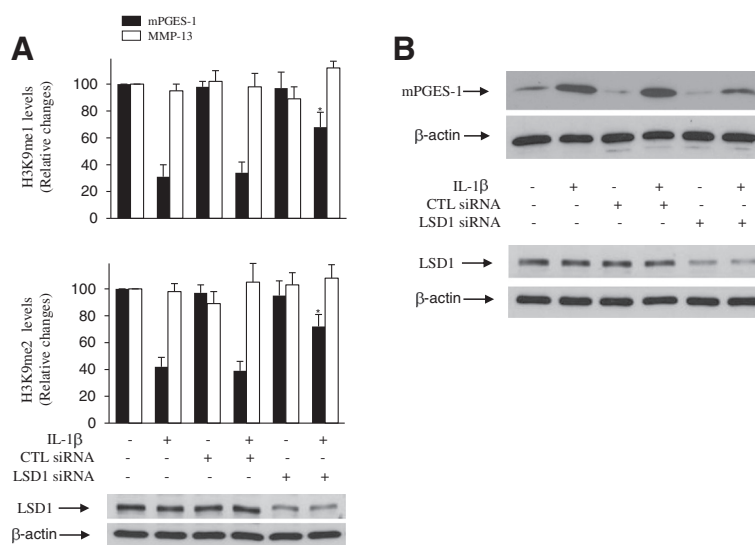 A
mPGES-1
MMP-13
H3K9me1 levels
(Relative changes)
100
80
60
40
20
0
*
H3K9me2 levels
(Relative changes)
100
80
60
40
20
0
*
IL-1β - + - + - +
CTL siRNA - - + + - -
LSD1 siRNA - - - - + +
LSD1
β-actin
B
mPGES-1
β-actin
IL-1β - + - + - +
CTL siRNA - - + + - -
LSD1 siRNA - - - - + +
LSD1
β-actin